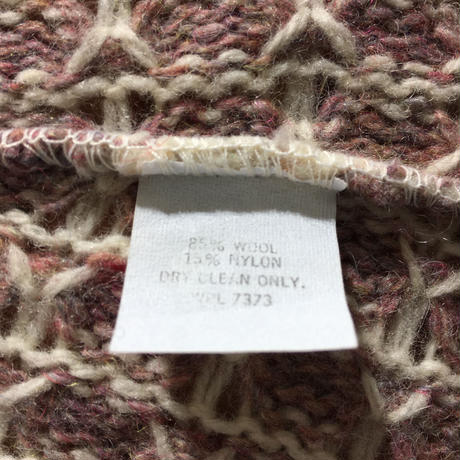 85% WOOL
15% NYLON
DRY CLEAN ONLY.
WPL 7373